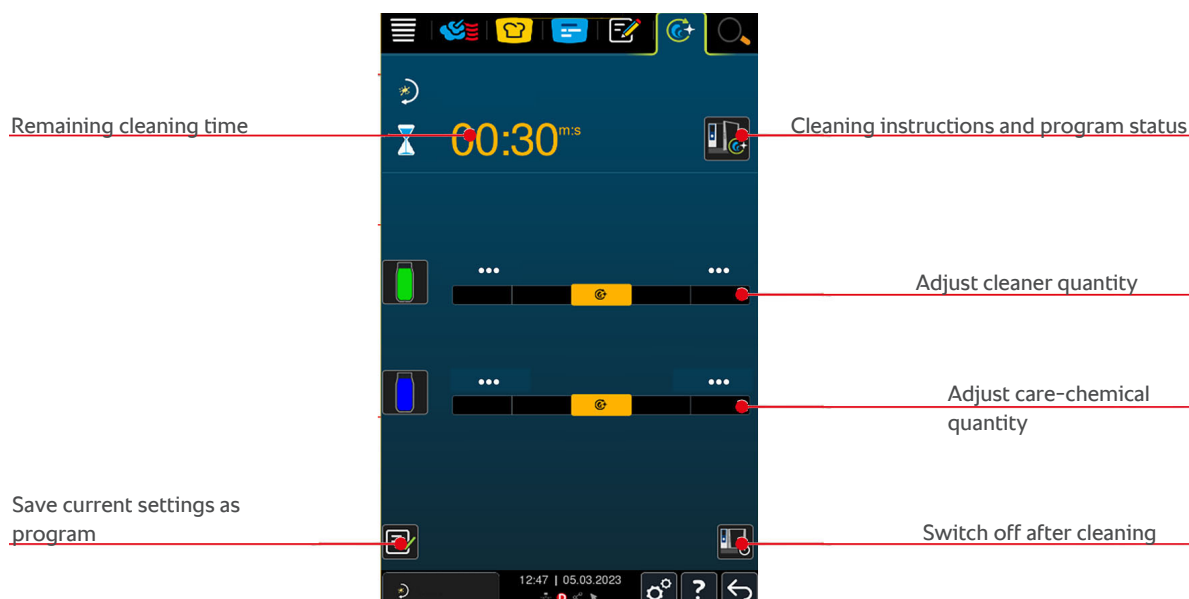 Remaining cleaning time
00:30 m:s
Cleaning instructions and program status
Adjust cleaner quantity
Adjust care-chemical
quantity
Save current settings as
program
Switch off after cleaning
12:47 | 05.03.2023
?